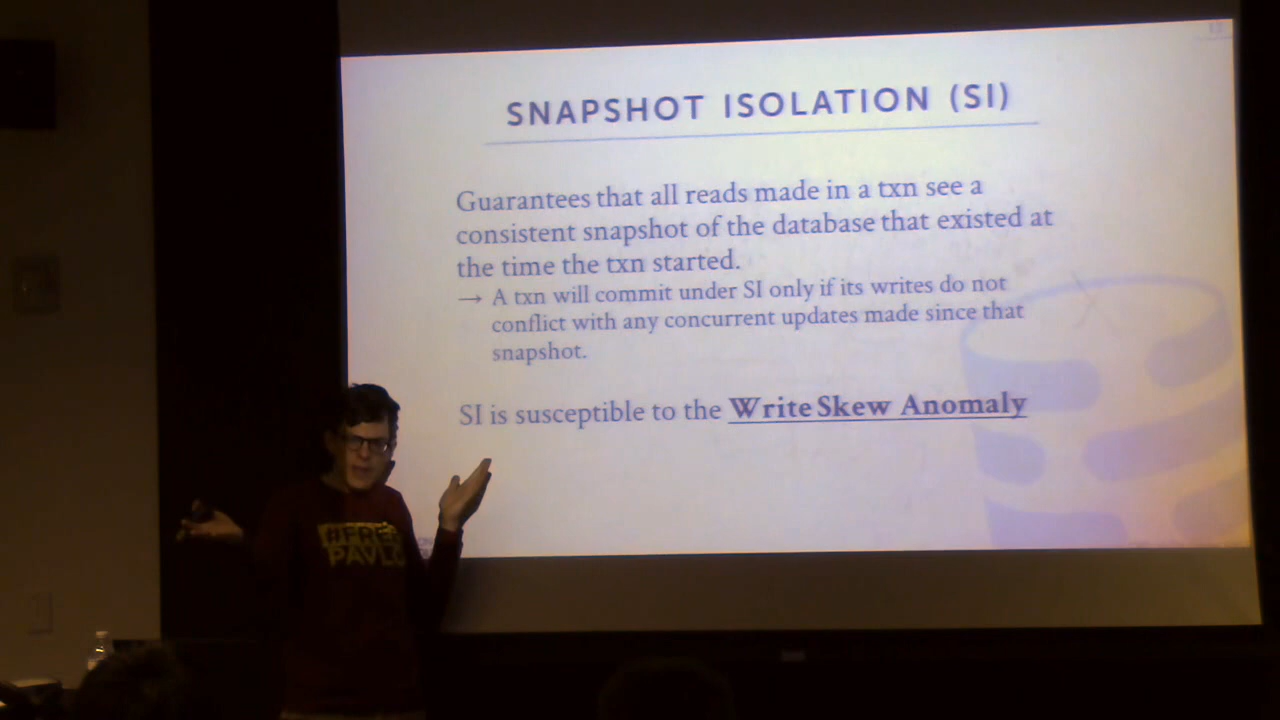 SNAPSHOT ISOLATION (SI)
Guarantees that all reads made in a txn see a
consistent snapshot of the database that existed at
the time the txn started.
→ A txn will commit under SI only if its writes do not
conflict with any concurrent updates made since that
snapshot.
SI is susceptible to the Write Skew Anomaly
#FREE
PAVLO